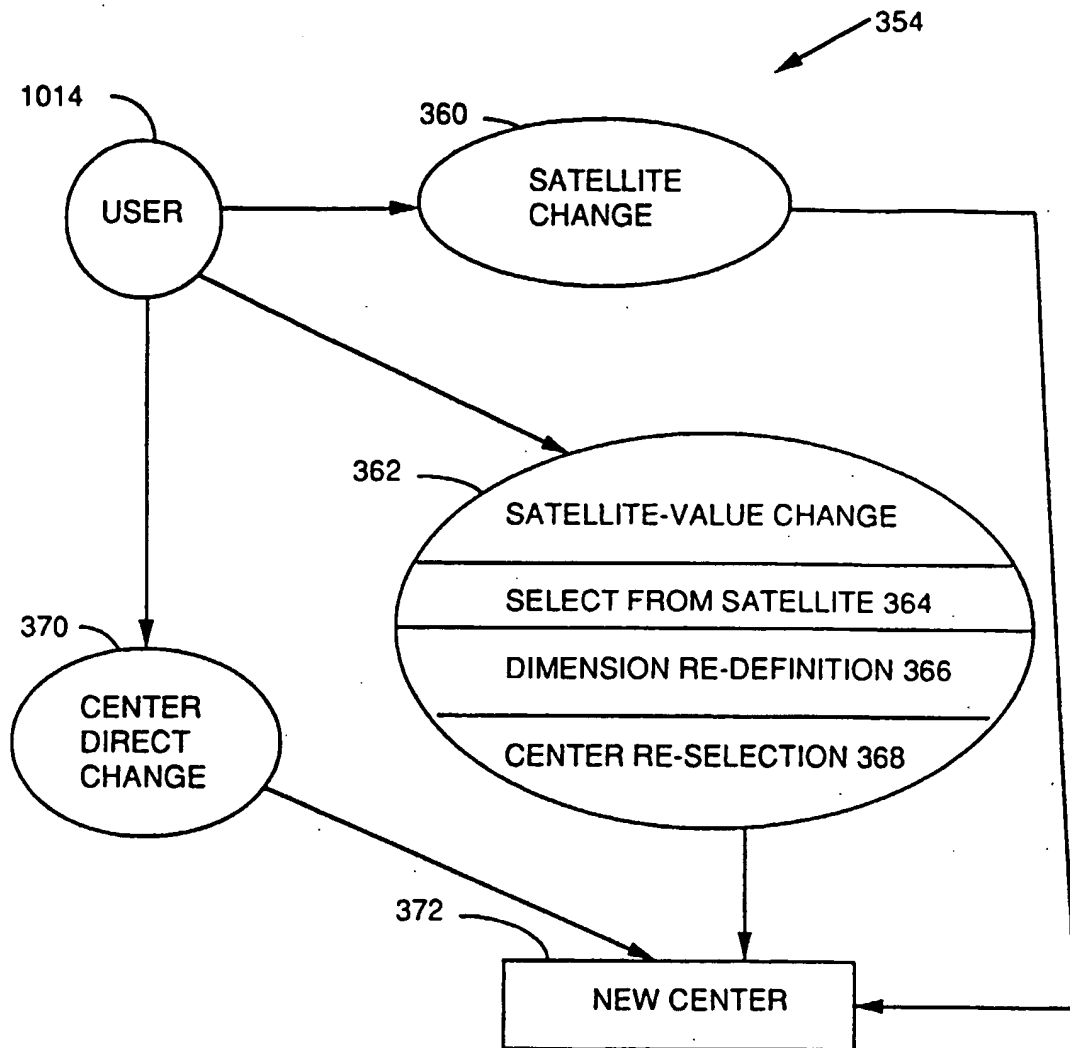 354
1014
360
USER
SATELLITE
CHANGE
362
SATELLITE-VALUE CHANGE
SELECT FROM SATELLITE 364
DIMENSION RE-DEFINITION 366
CENTER RE-SELECTION 368
370
CENTER
DIRECT
CHANGE
372
NEW CENTER